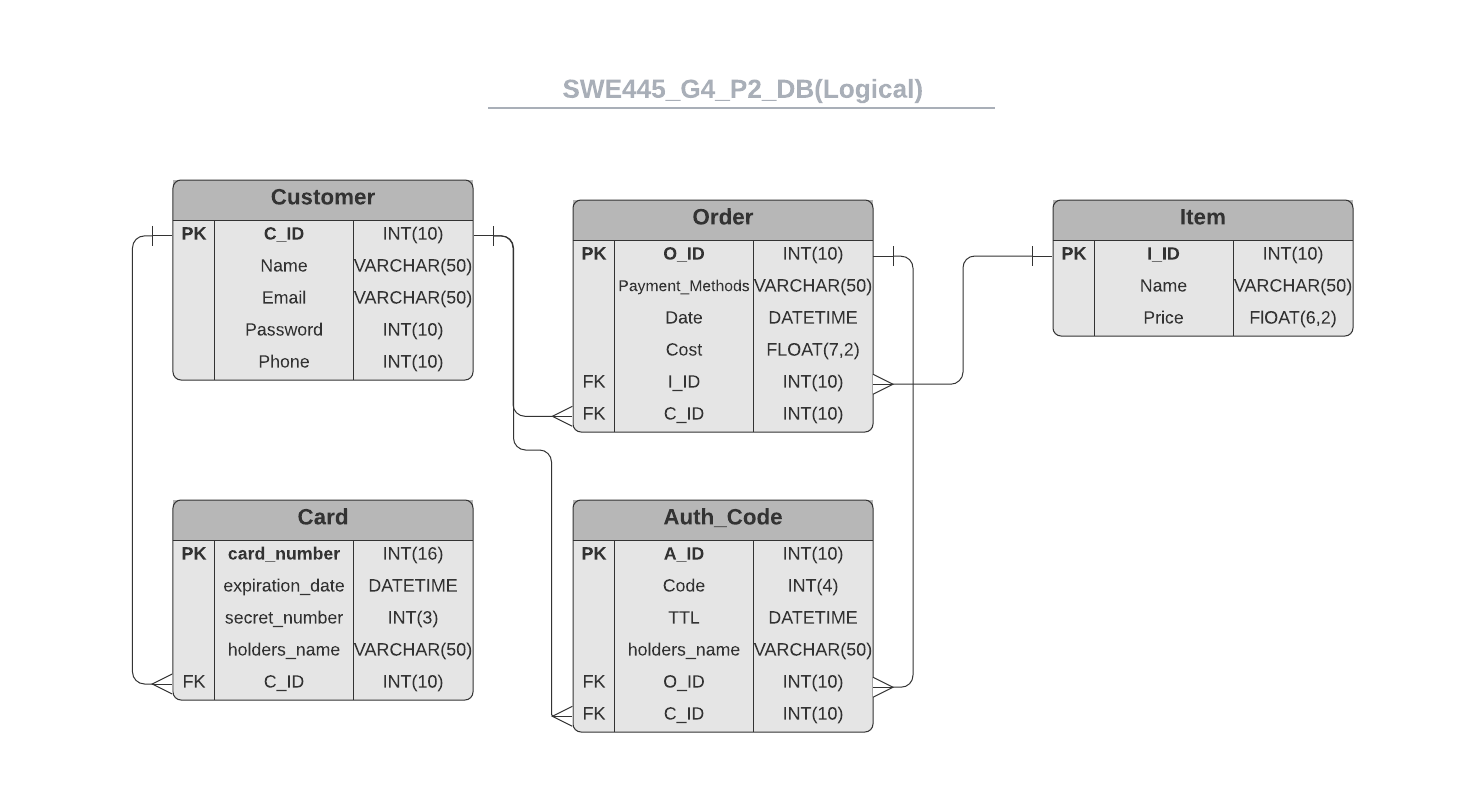 SWE445_G4_P2_DB(Logical)
Customer
PK C_ID INT(10)
Name VARCHAR(50)
Email VARCHAR(50)
Password INT(10)
Phone INT(10)
Order
PK O_ID INT(10)
Payment_Methods VARCHAR(50)
Date DATETIME
Cost FLOAT(7,2)
FK I_ID INT(10)
FK C_ID INT(10)
Item
PK I_ID INT(10)
Name VARCHAR(50)
Price FlOAT(6,2)
Card
PK card_number INT(16)
expiration_date DATETIME
secret_number INT(3)
holders_name VARCHAR(50)
FK C_ID INT(10)
Auth_Code
PK A_ID INT(10)
Code INT(4)
TTL DATETIME
holders_name VARCHAR(50)
FK O_ID INT(10)
FK C_ID INT(10)